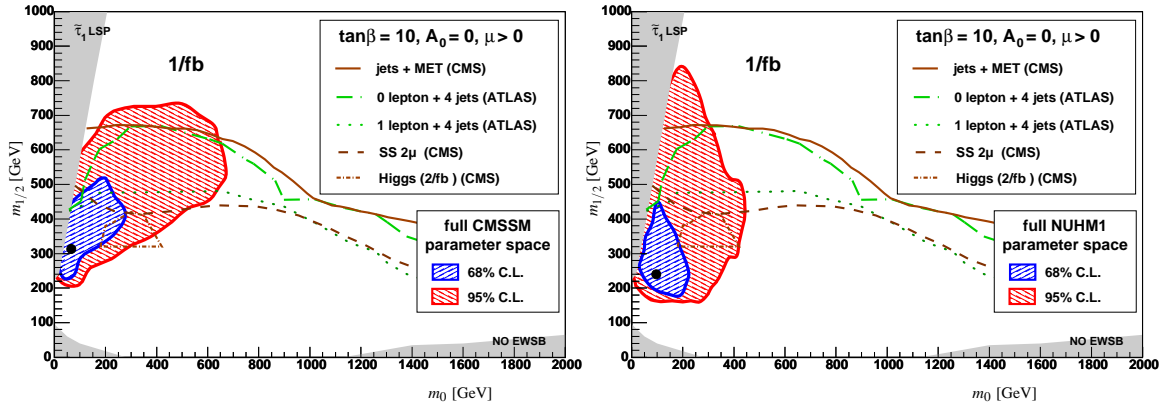 1000
900
800
700
600
500
400
300
200
100
0
m1/2 [GeV]
τ̃1 LSP
1/fb
tanβ = 10, A0 = 0, μ > 0
jets + MET (CMS)
0 lepton + 4 jets (ATLAS)
1 lepton + 4 jets (ATLAS)
SS 2μ (CMS)
Higgs (2/fb ) (CMS)
full CMSSM
parameter space
68% C.L.
95% C.L.
NO EWSB
0 200 400 600 800 1000 1200 1400 1600 1800 2000
m0 [GeV]
1000
900
800
700
600
500
400
300
200
100
0
m1/2 [GeV]
τ̃1 LSP
1/fb
tanβ = 10, A0 = 0, μ > 0
jets + MET (CMS)
0 lepton + 4 jets (ATLAS)
1 lepton + 4 jets (ATLAS)
SS 2μ (CMS)
Higgs (2/fb ) (CMS)
full NUHM1
parameter space
68% C.L.
95% C.L.
NO EWSB
0 200 400 600 800 1000 1200 1400 1600 1800 2000
m0 [GeV]